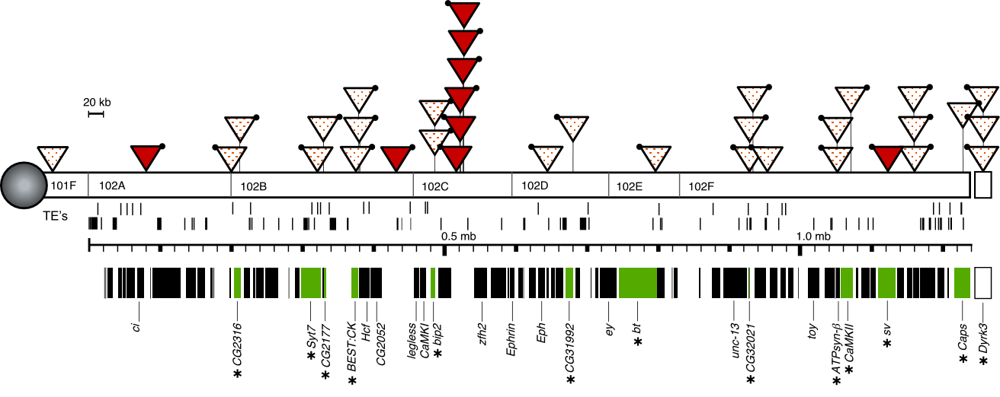 20 kb
101F 102A 102B 102C 102D 102E 102F
TE's
0.5 mb 1.0 mb
ci
* CG2316
* Syt7
* CG2177
* BEST:CK
Hcf
CG2052
legless
CaMKI
* bip2
zfh2
Ephrin
Eph
* CG31992
ey
* bt
unc-13
* CG32021
toy
* ATPsyn-β
* CaMKII
* sv
* Caps
* Dyrk3